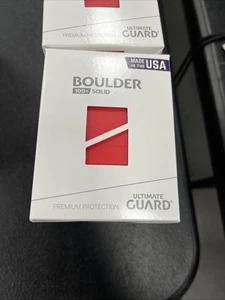 PREMIUM PROTECTION
ULTIMATE
GUARD
MADE
IN THE USA
BOULDER
100+ SOLID
PREMIUM PROTECTION
ULTIMATE
GUARD